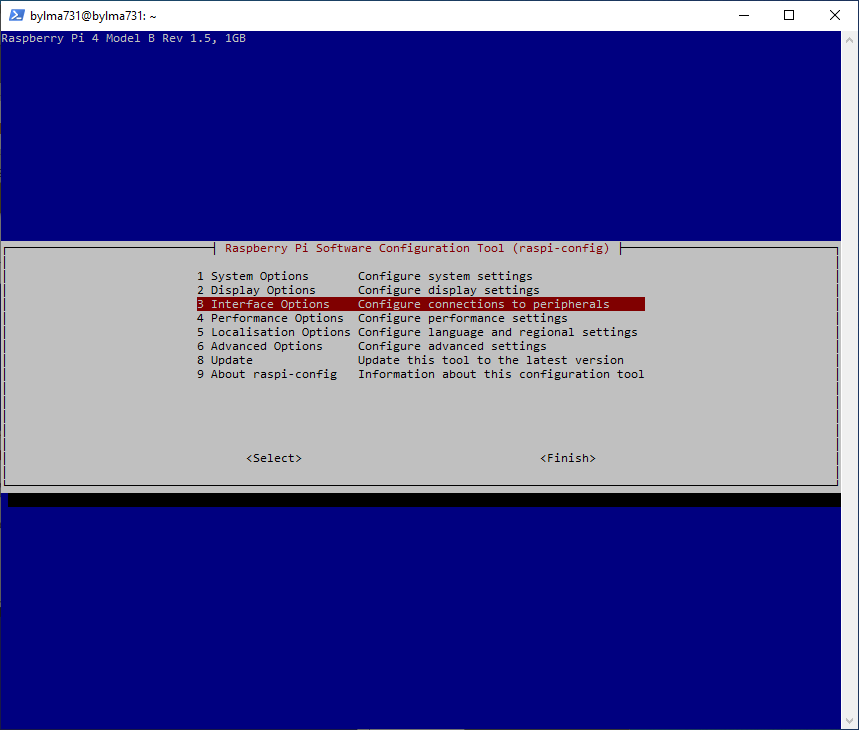 bylma731@bylma731: ~
Raspberry Pi 4 Model B Rev 1.5, 1GB
Raspberry Pi Software Configuration Tool (raspi-config)
1 System Options Configure system settings
2 Display Options Configure display settings
3 Interface Options Configure connections to peripherals
4 Performance Options Configure performance settings
5 Localisation Options Configure language and regional settings
6 Advanced Options Configure advanced settings
8 Update Update this tool to the latest version
9 About raspi-config Information about this configuration tool
<Select> <Finish>